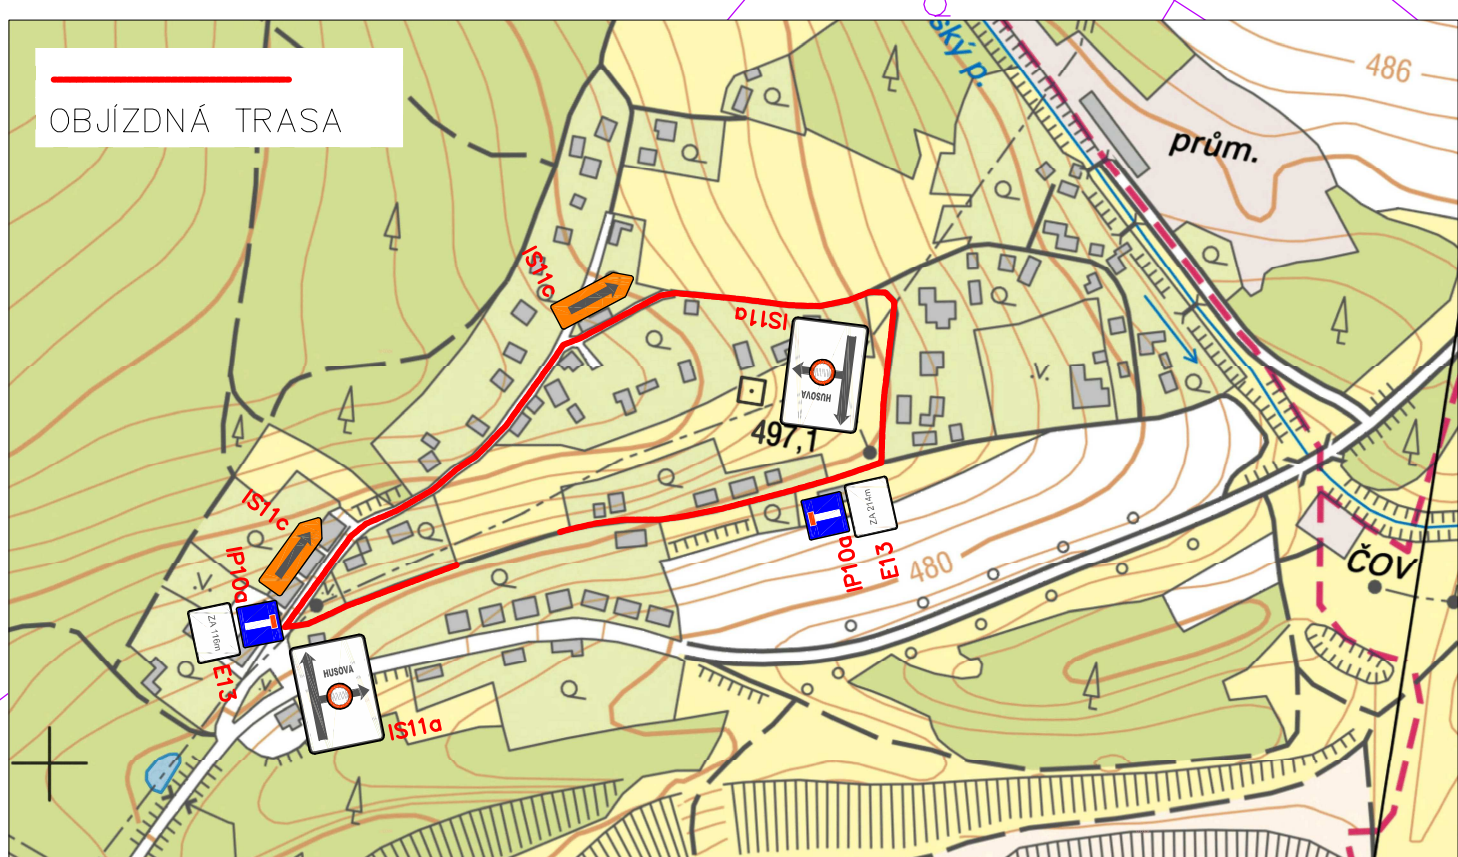 ský p.
486
OBJÍZDNÁ TRASA
prům.
IS11c
IS11a
HUSOVA
497,1
.v.
IS11c
ZA 214m
IP10a
IP10a
E13
480
ČOV
.v.
ZA 116m
E13
HUSOVA
v
IS11a